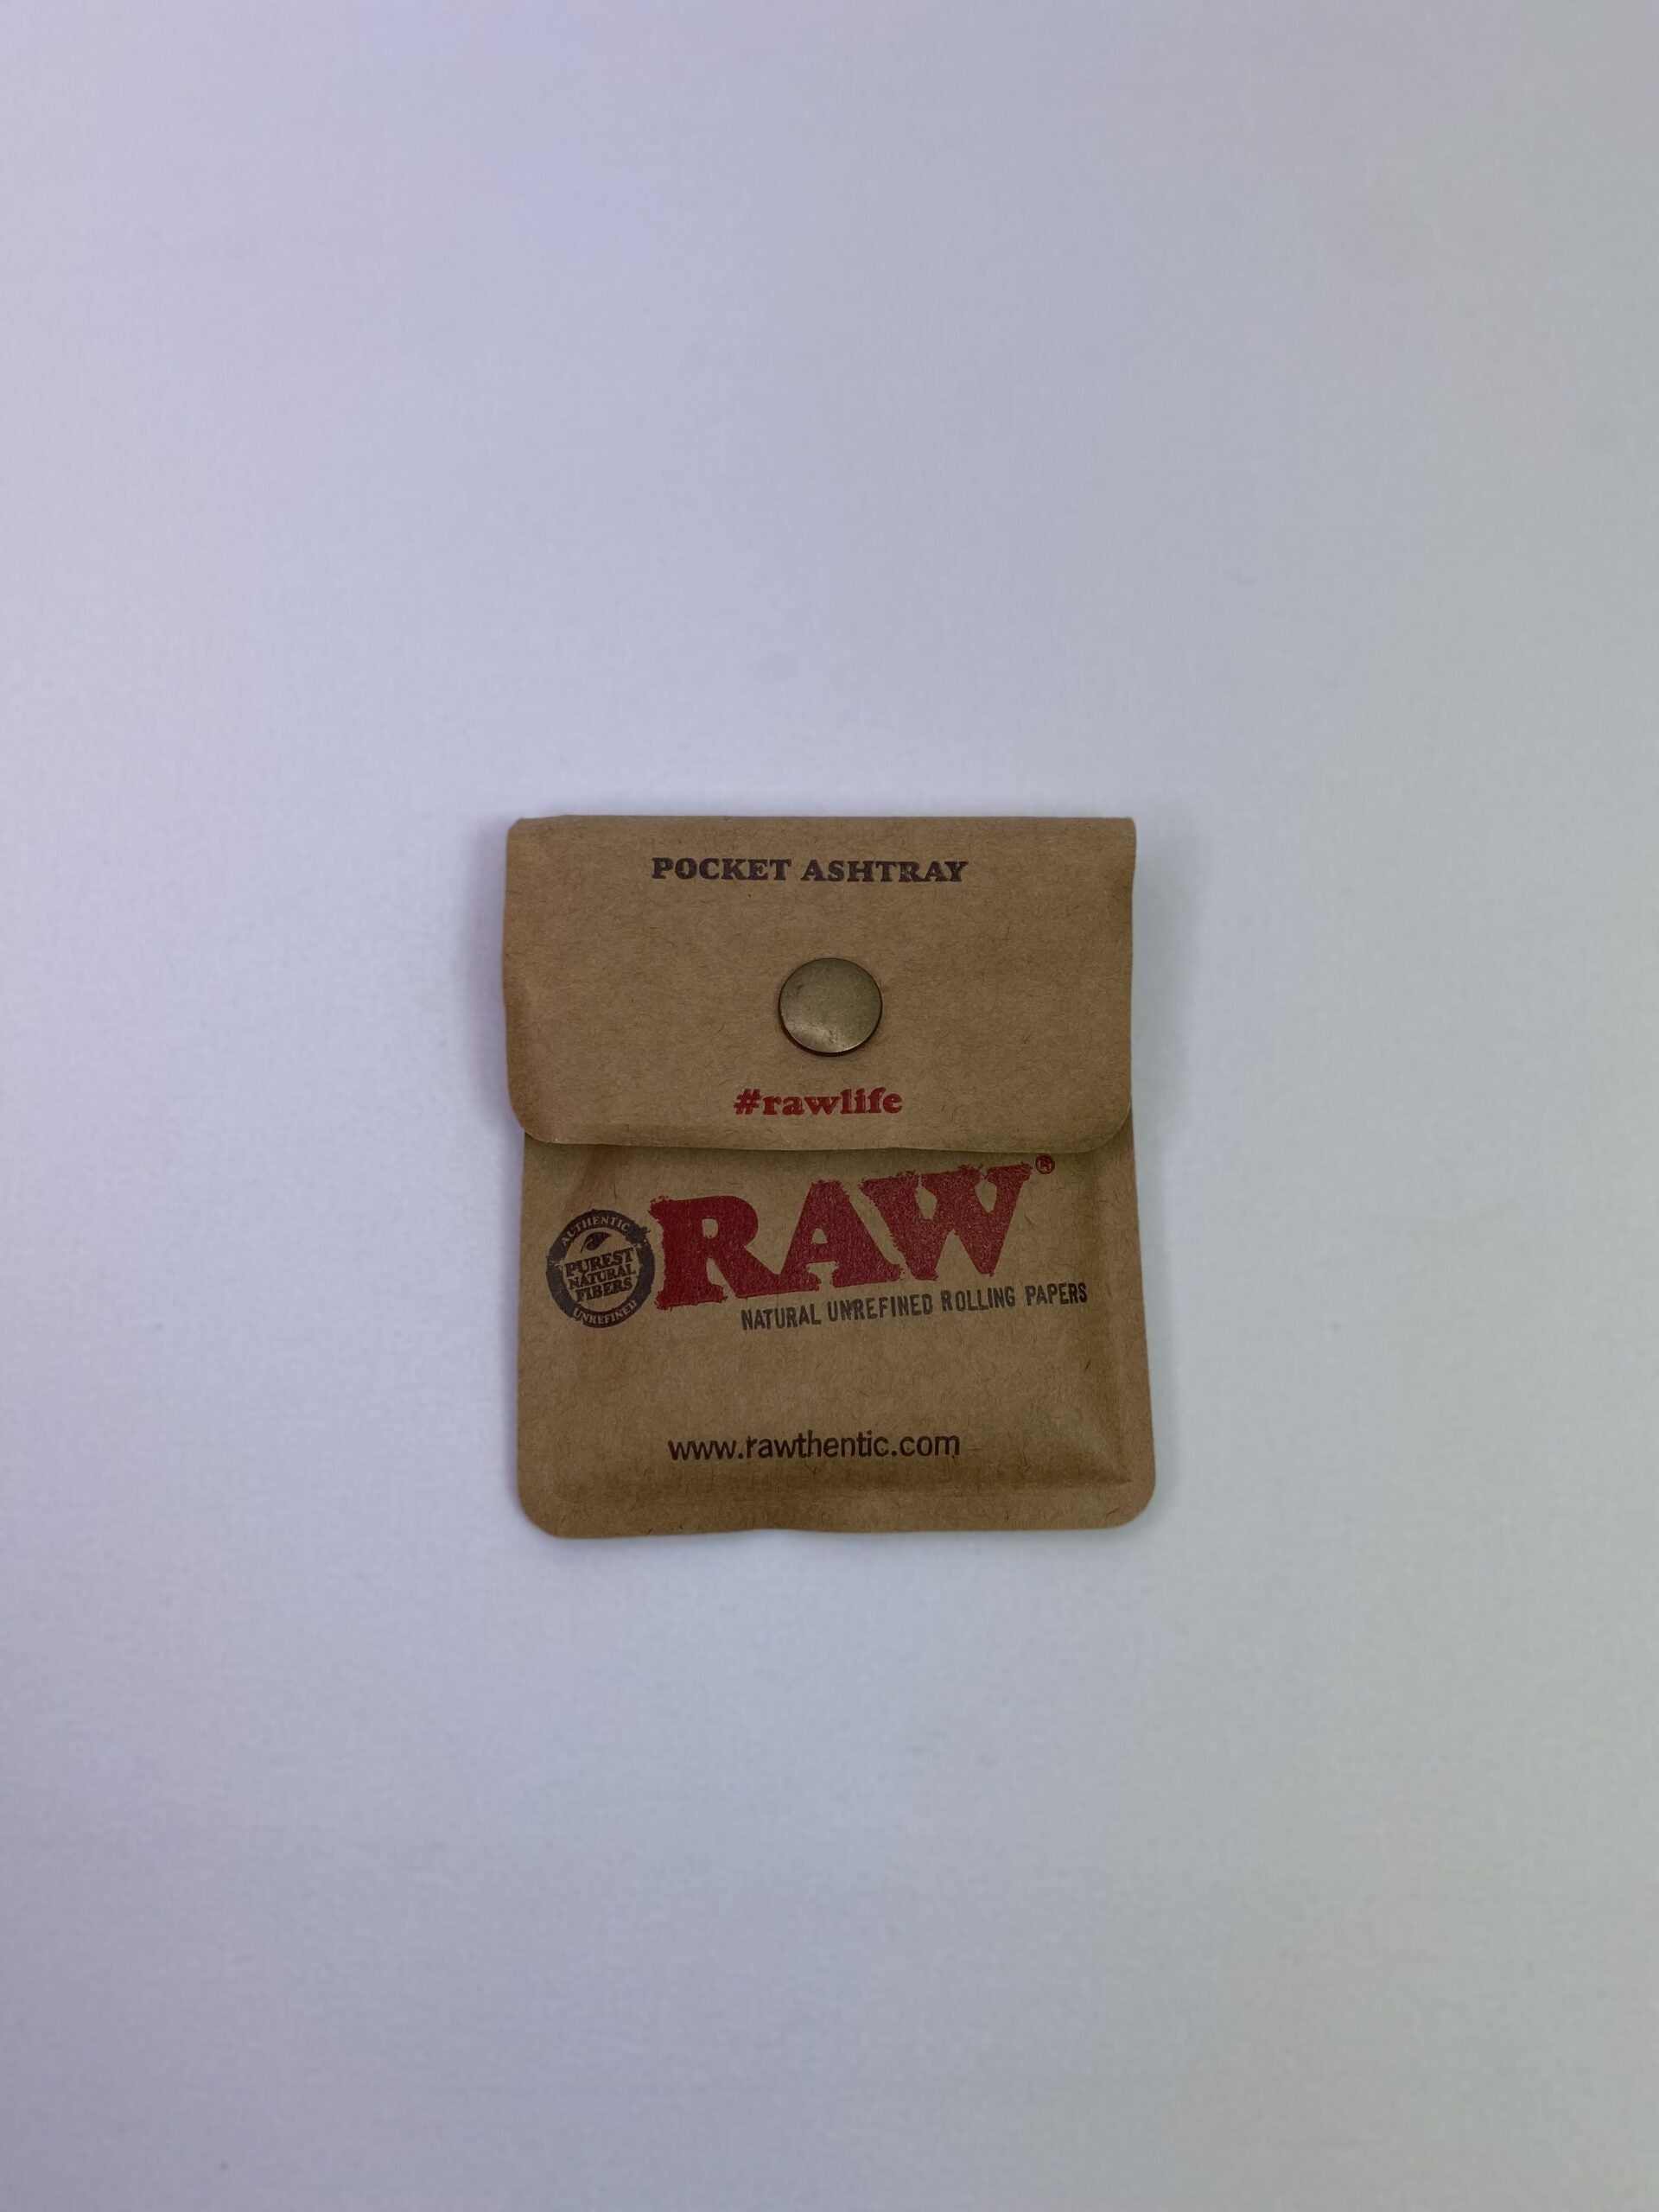 POCKET ASHTRAY
#rawlife
RAW®
AUTHENTIC
PUREST
NATURAL
FIBERS
UNREFINED
NATURAL UNREFINED ROLLING PAPERS
www.rawthentic.com